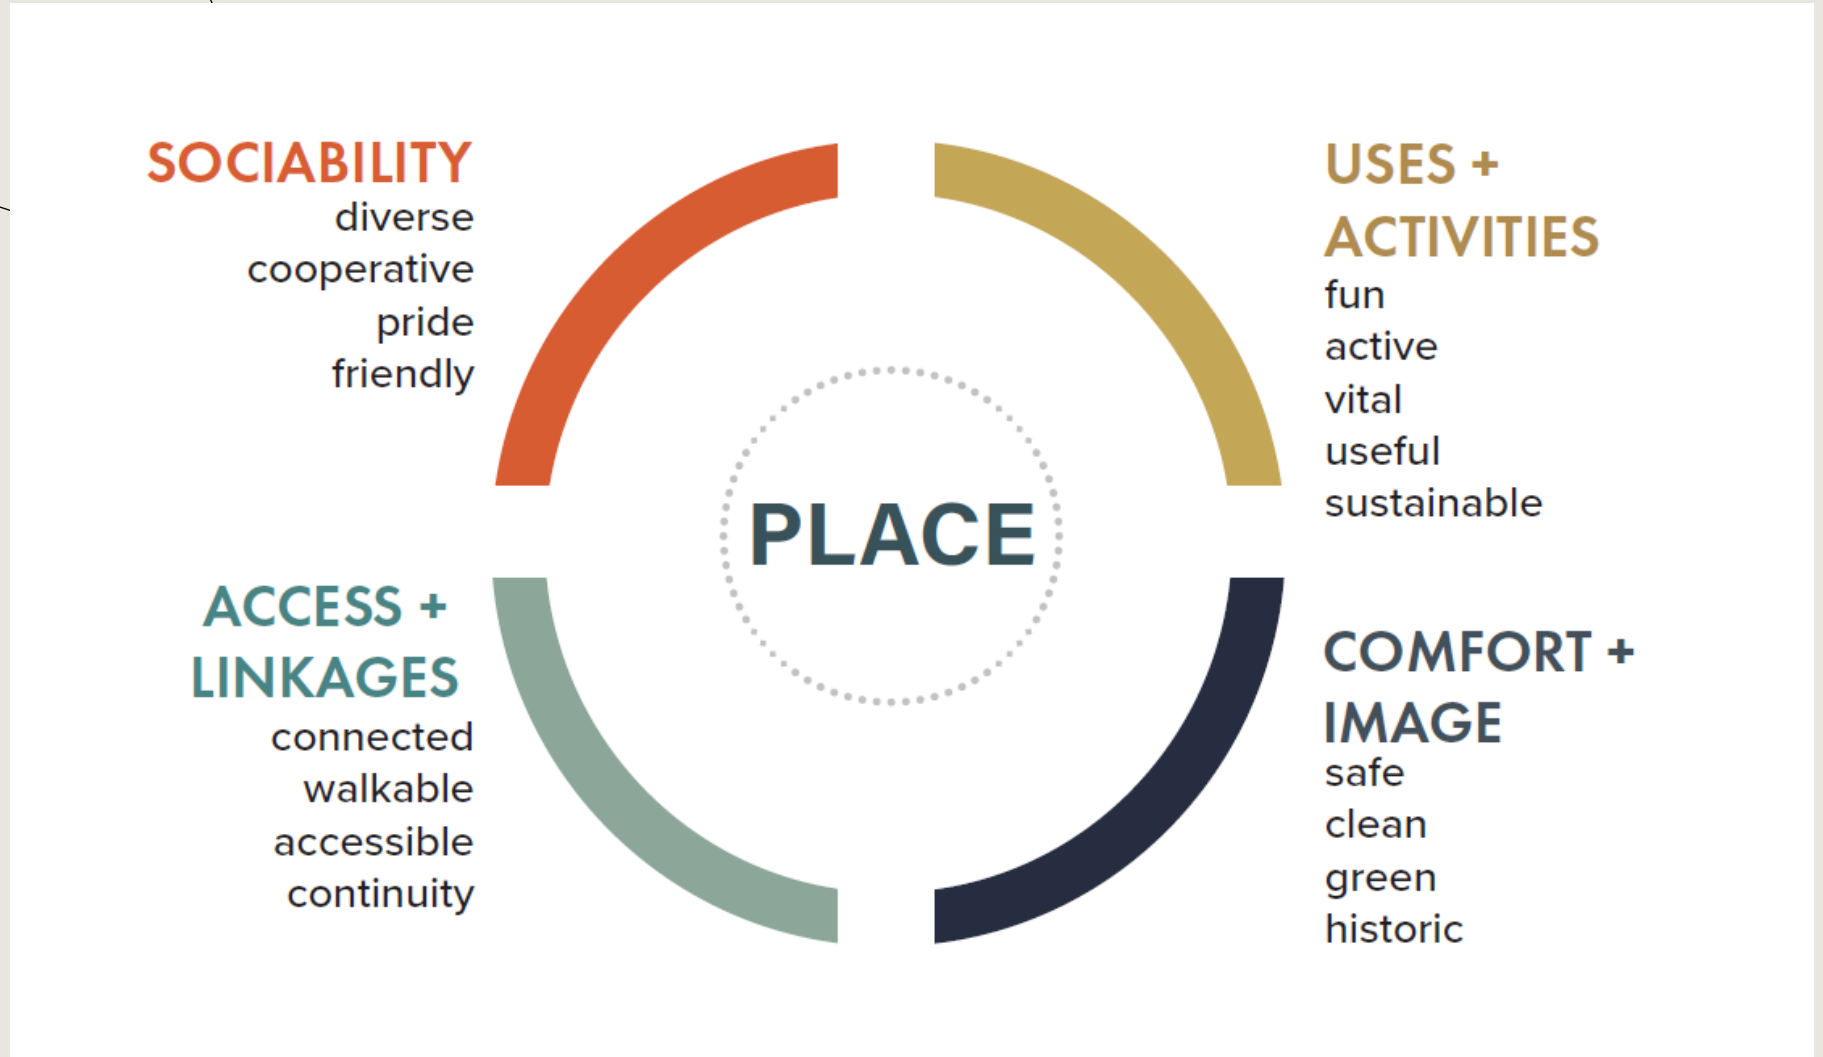 SOCIABILITY
diverse
cooperative
pride
friendly
USES +
ACTIVITIES
fun
active
vital
useful
sustainable
PLACE
ACCESS +
LINKAGES
connected
walkable
accessible
continuity
COMFORT +
IMAGE
safe
clean
green
historic